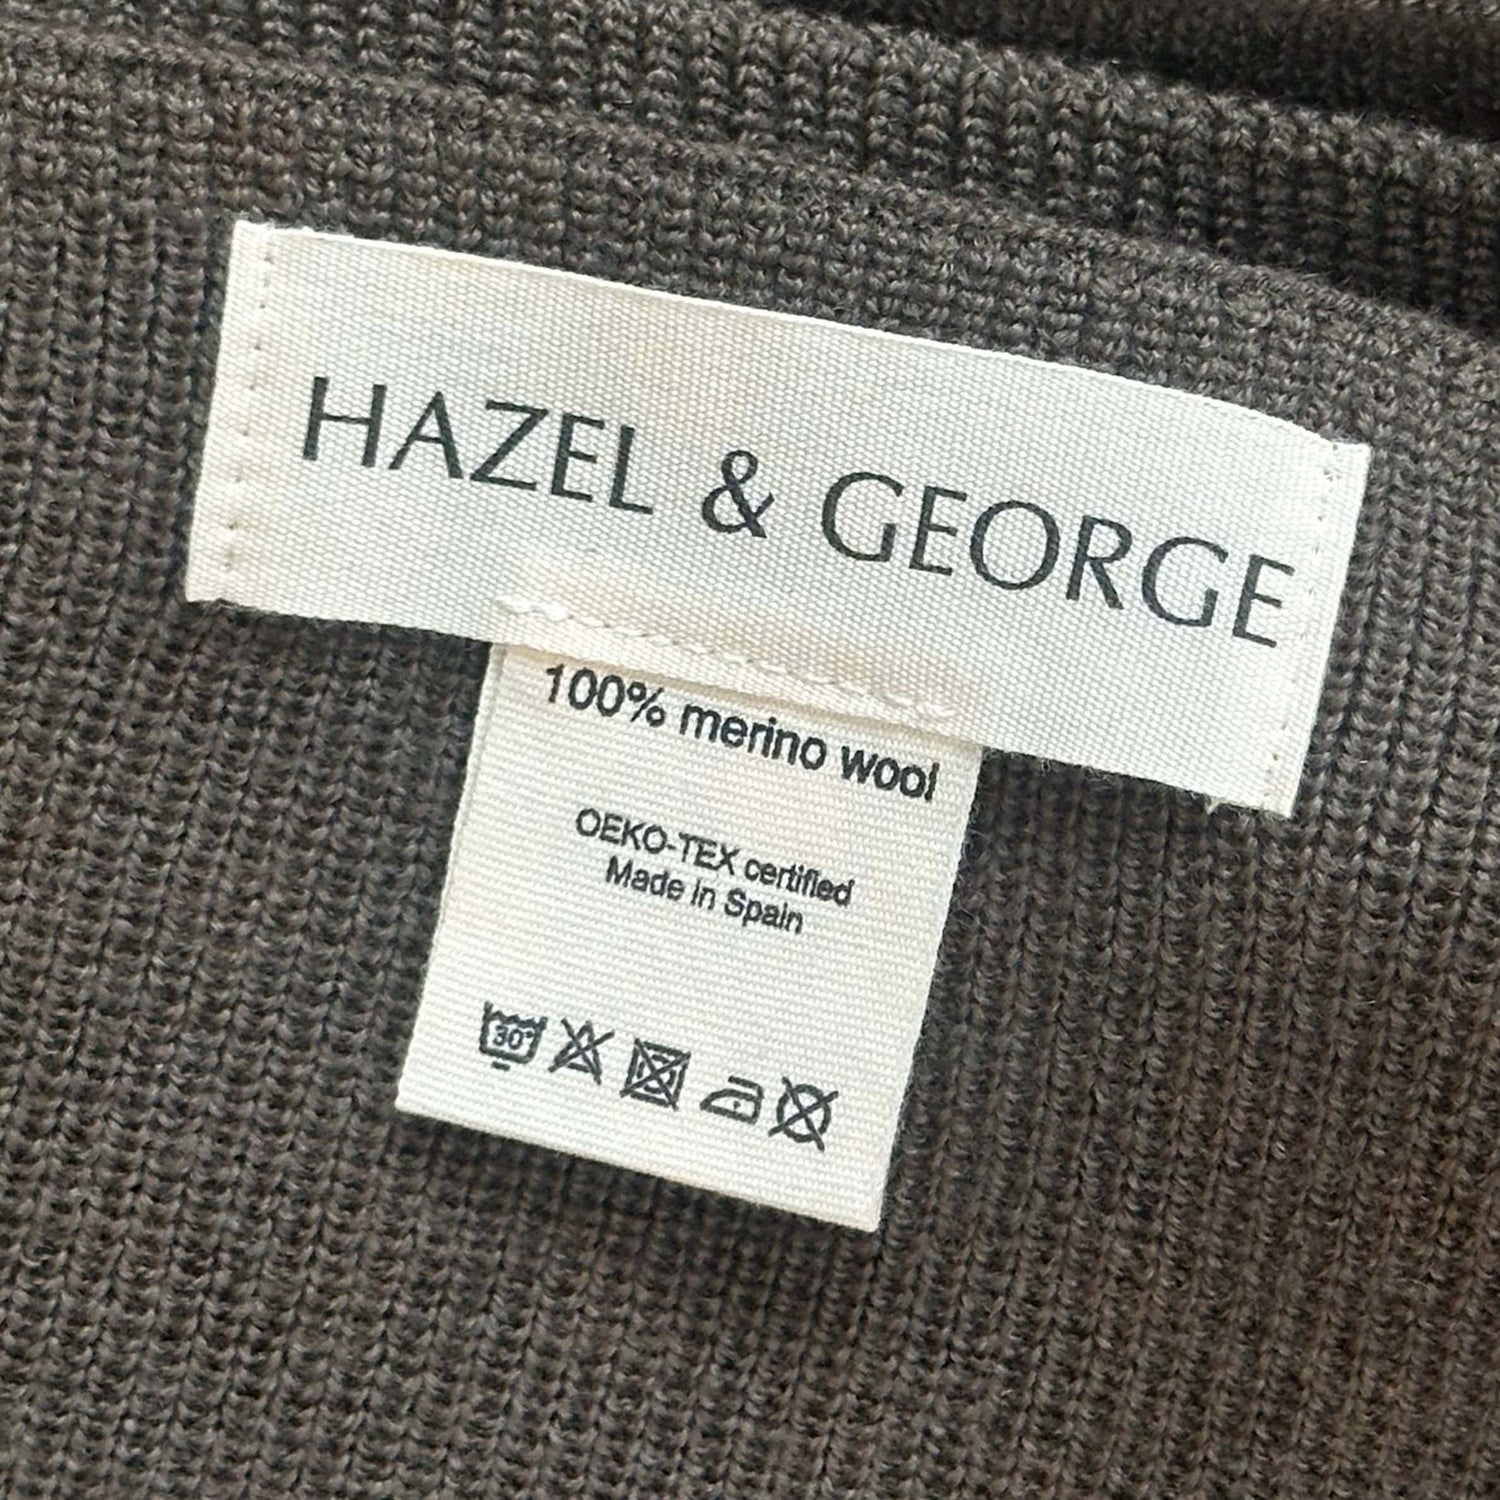 HAZEL & GEORGE
100% merino wool
OEKO-TEX certified
Made in Spain
30°